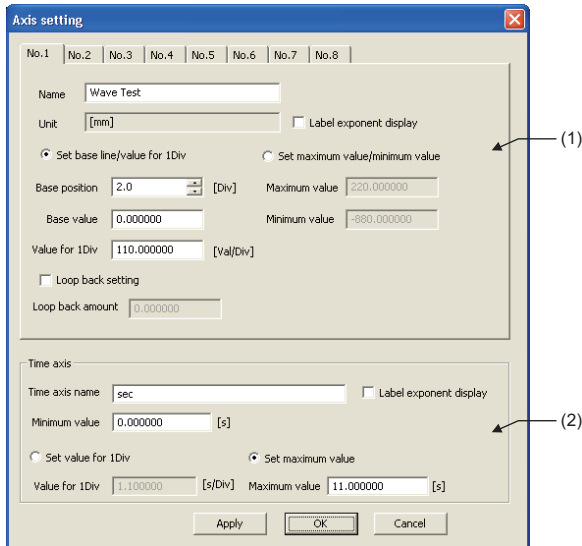 Axis setting
No.1 No.2 No.3 No.4 No.5 No.6 No.7 No.8
Name Wave Test
Unit [mm] Label exponent display
(1)
Set base line/value for 1Div Set maximum value/minimum value
Base position 2.0 [Div] Maximum value 220.000000
Base value 0.000000 Minimum value -880.000000
Value for 1Div 110.000000 [Val/Div]
Loop back setting
Loop back amount 0.000000
Time axis
Time axis name sec Label exponent display
Minimum value 0.000000 [s]
(2)
Set value for 1Div Set maximum value
Value for 1Div 1.100000 [s/Div] Maximum value 11.000000 [s]
Apply OK Cancel